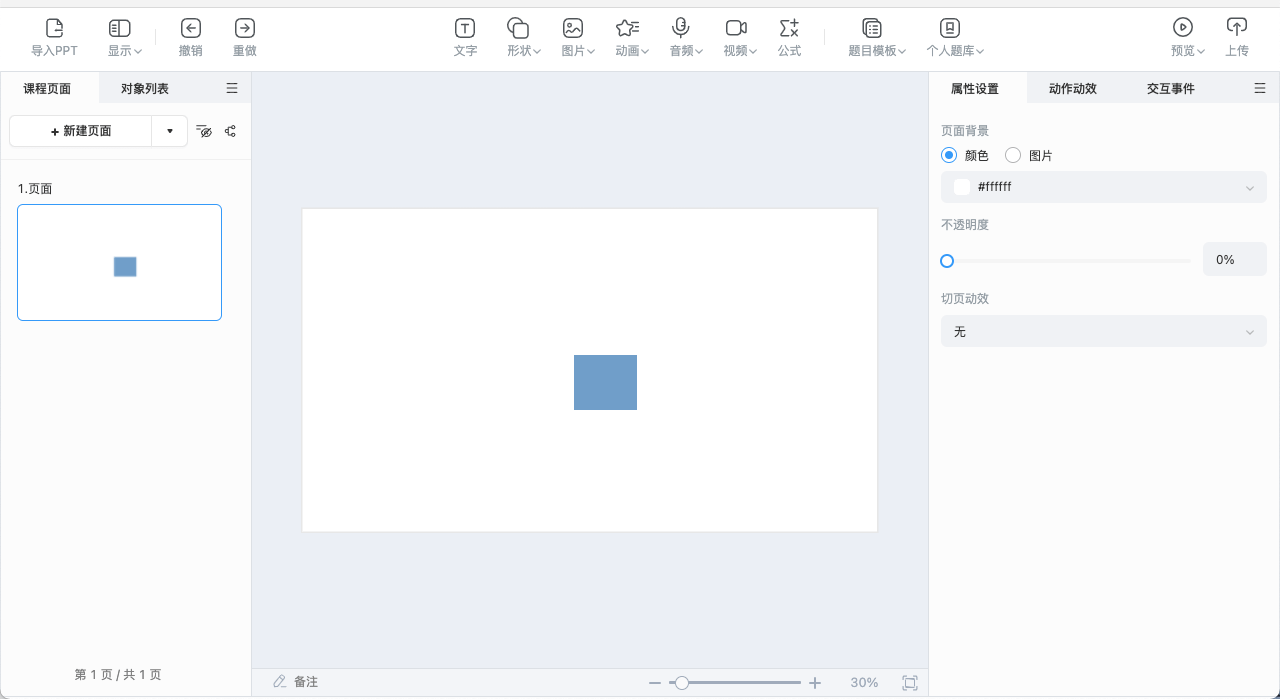 导入PPT 显示 撤销 重做 文字 形状 图片 动画 音频 视频 公式 题目模板 个人题库 预览 上传
课程页面 对象列表
+ 新建页面
1.页面
第 1 页 / 共 1 页
备注 30%
属性设置 动作动效 交互事件
页面背景
颜色 图片
#ffffff
不透明度
0%
切页动效
无